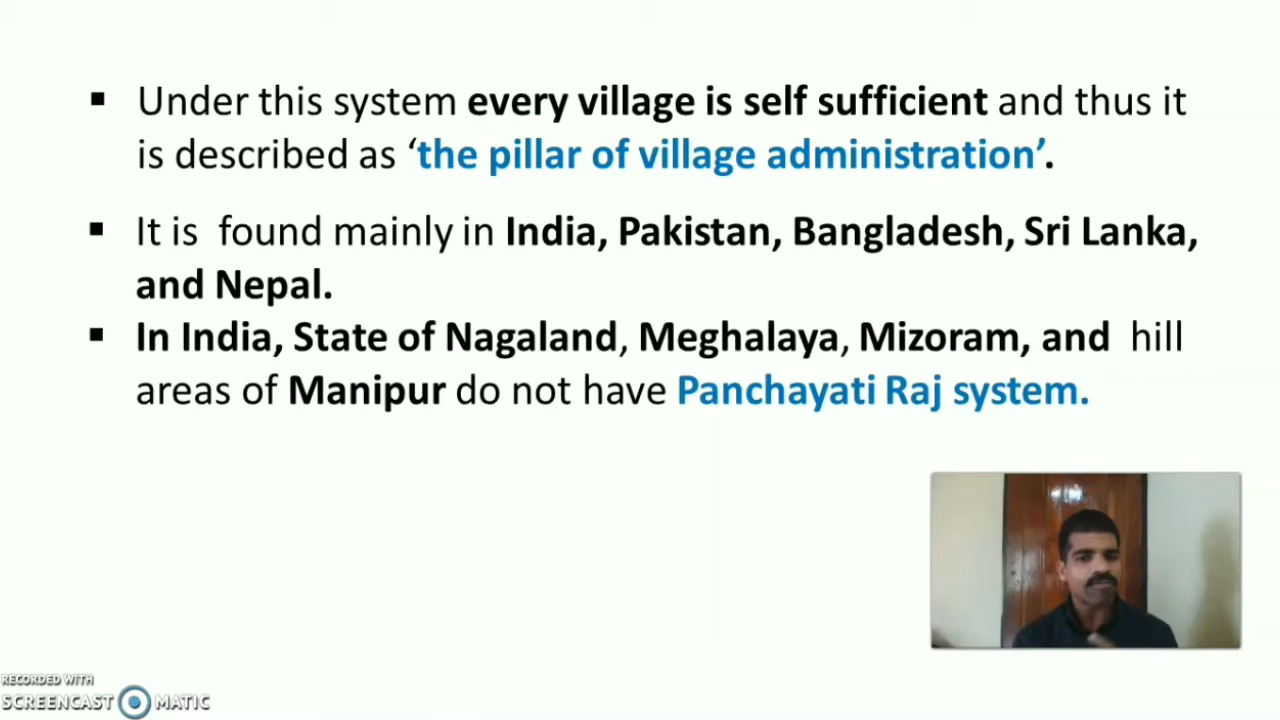 ▪ Under this system every village is self sufficient and thus it
is described as ‘the pillar of village administration’.
▪ It is found mainly in India, Pakistan, Bangladesh, Sri Lanka,
and Nepal.
▪ In India, State of Nagaland, Meghalaya, Mizoram, and hill
areas of Manipur do not have Panchayati Raj system.
RECORDED WITH
SCREENCAST MATIC